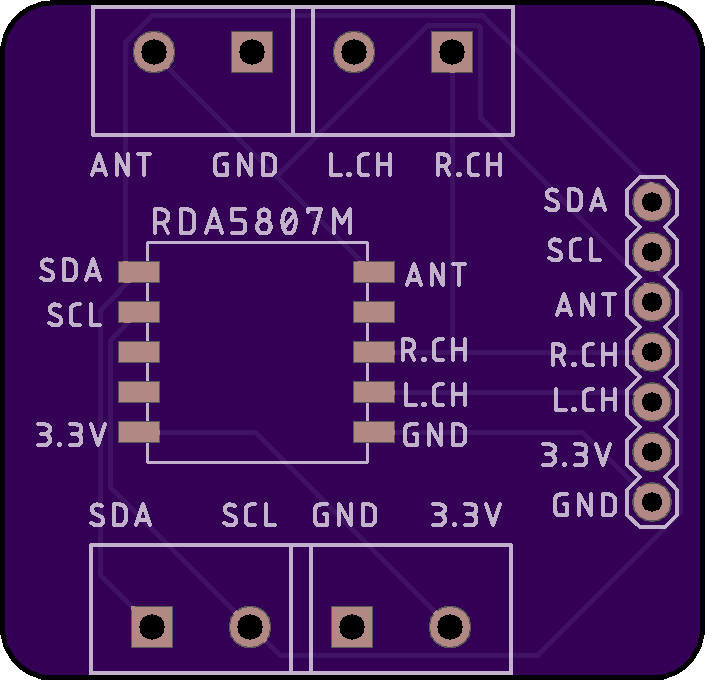 ANT GND L.CH R.CH
RDA5807M
SDA
SCL
3.3V
ANT
R.CH
L.CH
GND
SDA
SCL
ANT
R.CH
L.CH
3.3V
GND
SDA SCL GND 3.3V